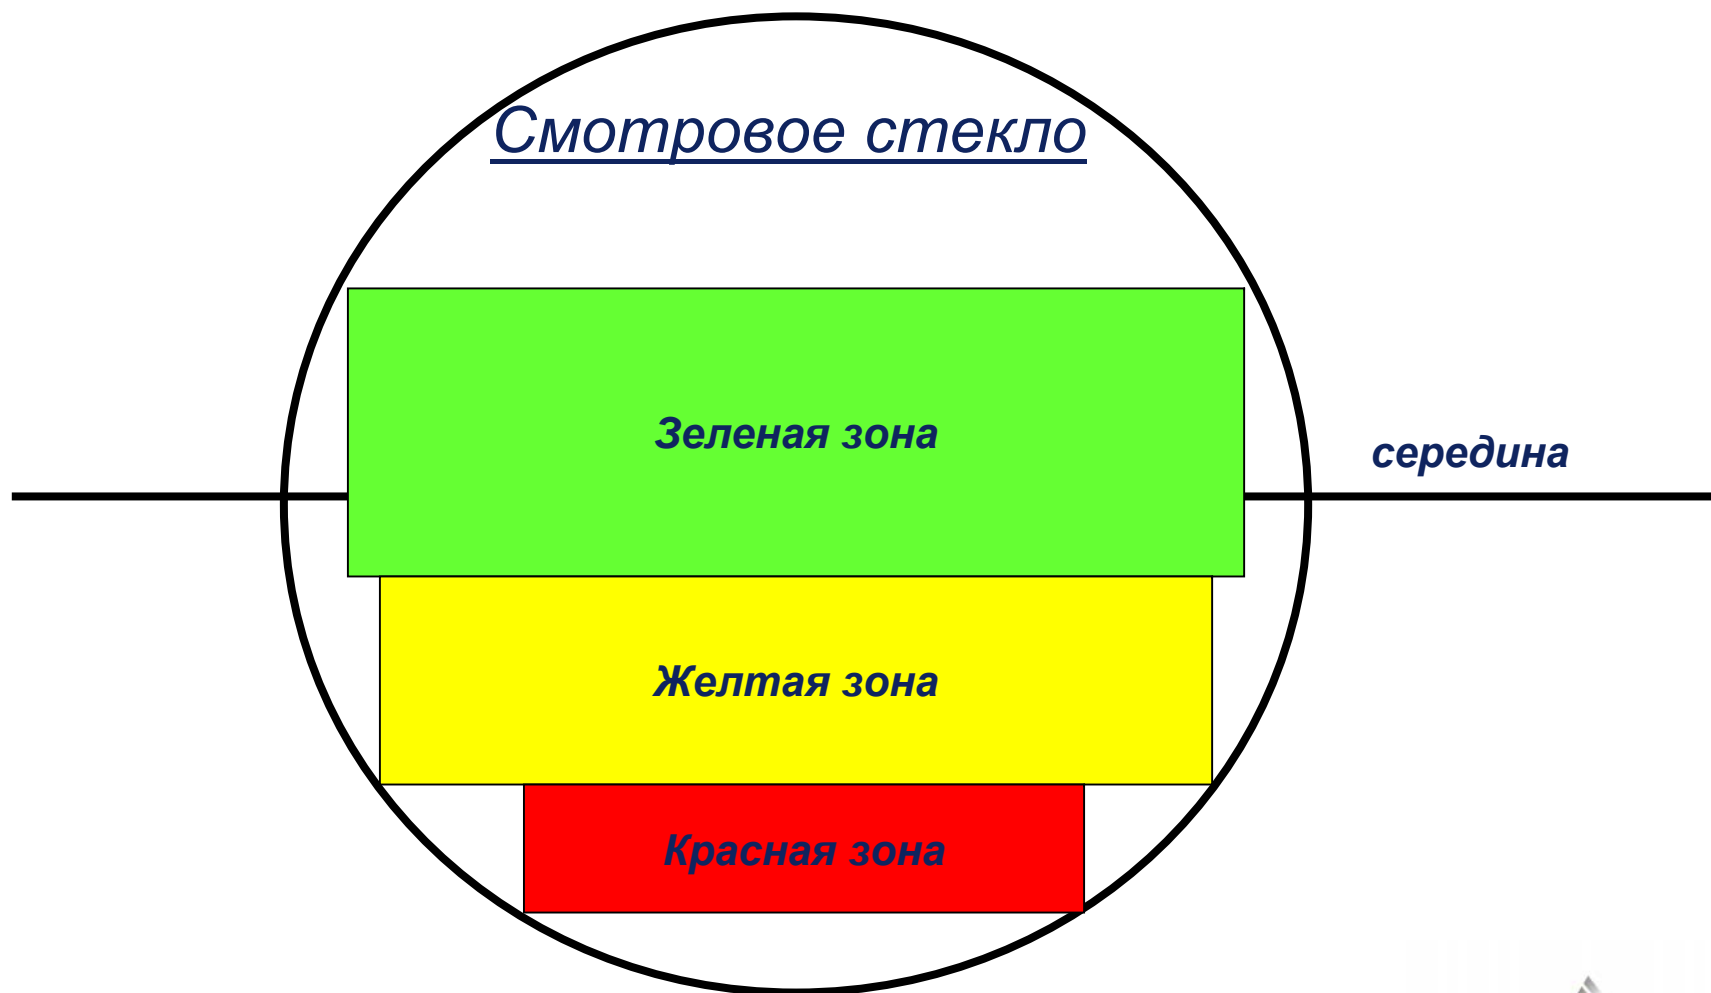 Смотровое стекло
Зеленая зона
середина
Желтая зона
Красная зона